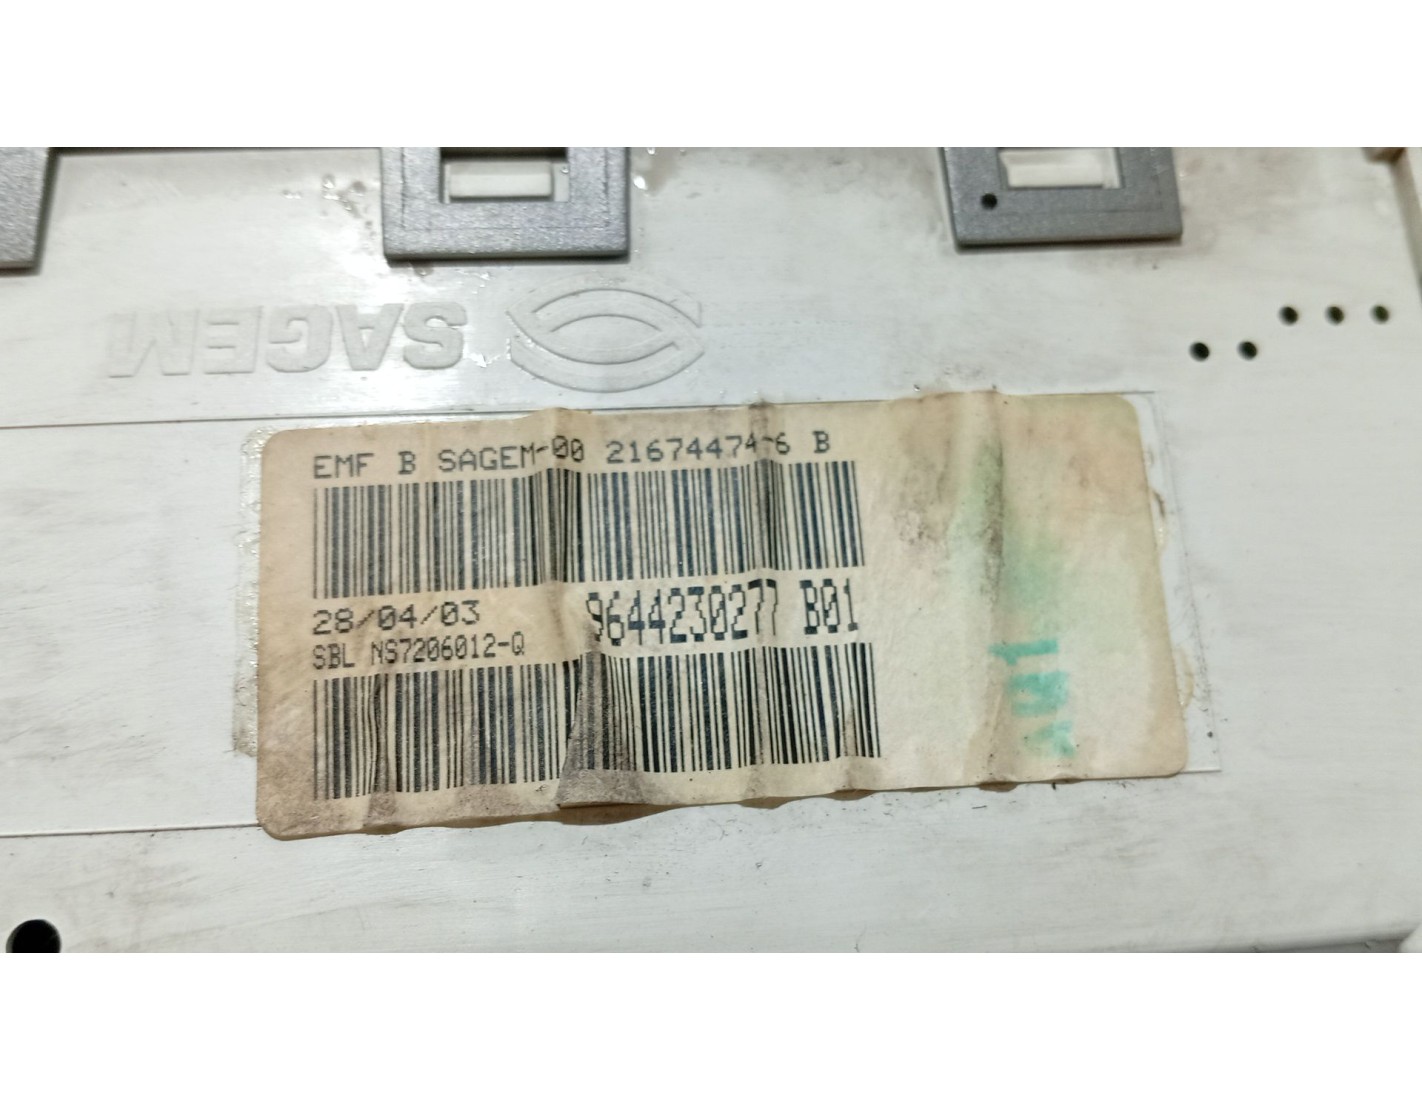 SAGEM
EMF B SAGEM-00 21674474-6 B
28/04/03
9644230277 B01
SBL NS7206012-Q